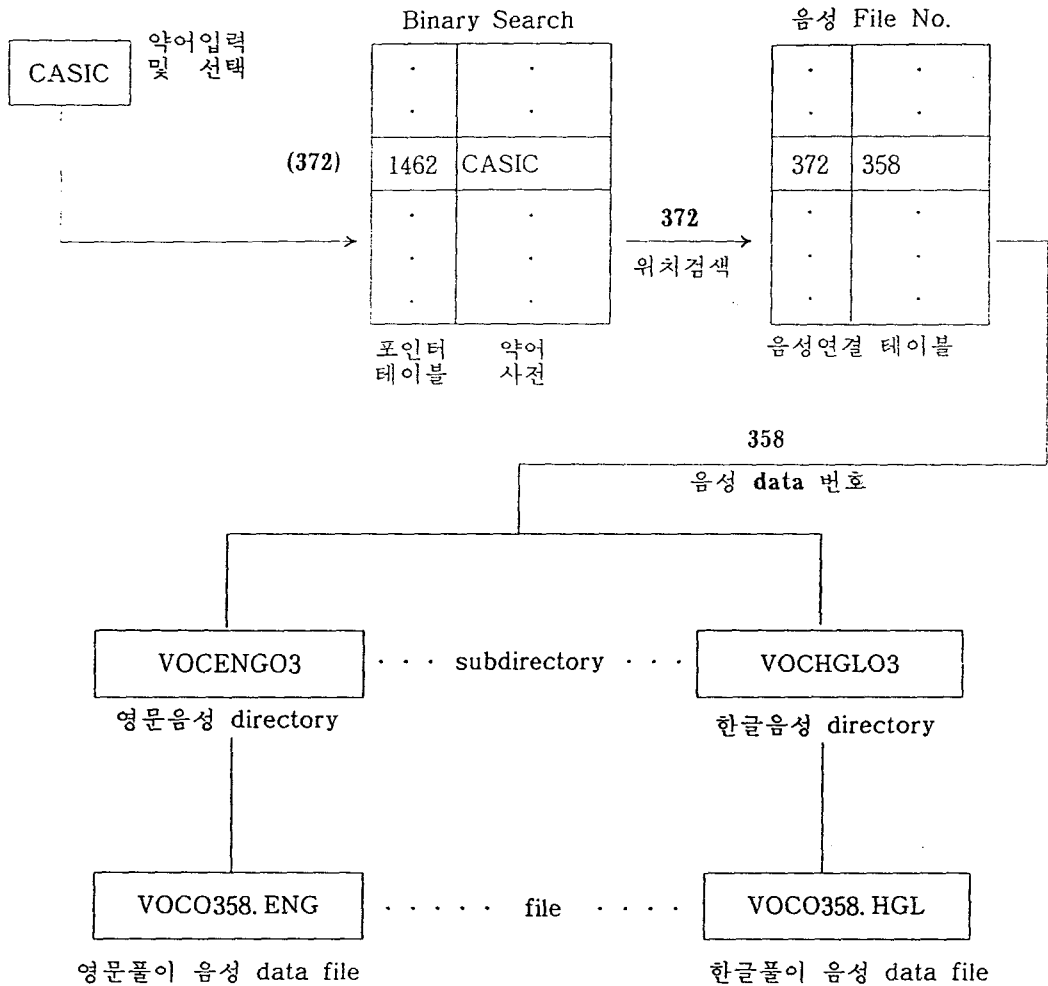 CASIC
약어입력
및 선택
Binary Search
(372)
1462 CASIC
포인터
테이블
약어
사전
372
위치검색
음성 File No.
372 358
음성연결 테이블
358
음성 data 번호
VOCENGO3
· · · subdirectory · · ·
VOCHGLO3
영문음성 directory
한글음성 directory
VOCO358. ENG
· · · · · file · · · ·
VOCO358. HGL
영문풀이 음성 data file
한글풀이 음성 data file